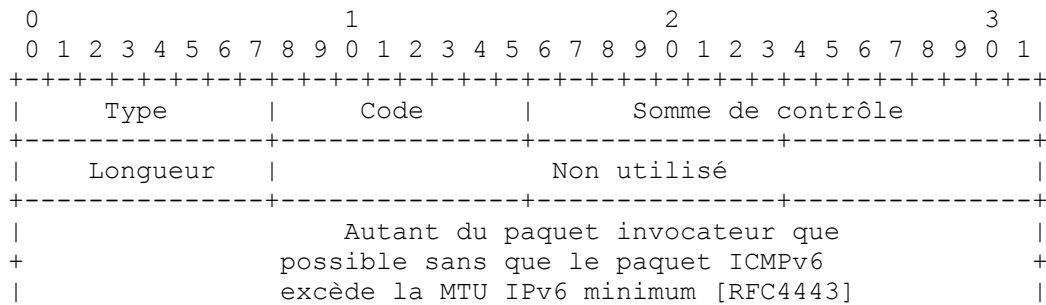 0                   1                   2                   3
0 1 2 3 4 5 6 7 8 9 0 1 2 3 4 5 6 7 8 9 0 1 2 3 4 5 6 7 8 9 0 1
+-+-+-+-+-+-+-+-+-+-+-+-+-+-+-+-+-+-+-+-+-+-+-+-+-+-+-+-+-+-+-+-+
|     Type      |     Code      |      Somme de contrôle        |
+---------------+---------------+---------------+---------------+
|    Longueur   |                 Non utilisé                   |
+---------------+---------------+---------------+---------------+
|                    Autant du paquet invocateur que            |
+                possible sans que le paquet ICMPv6             +
|                excède la MTU IPv6 minimum [RFC4443]           |